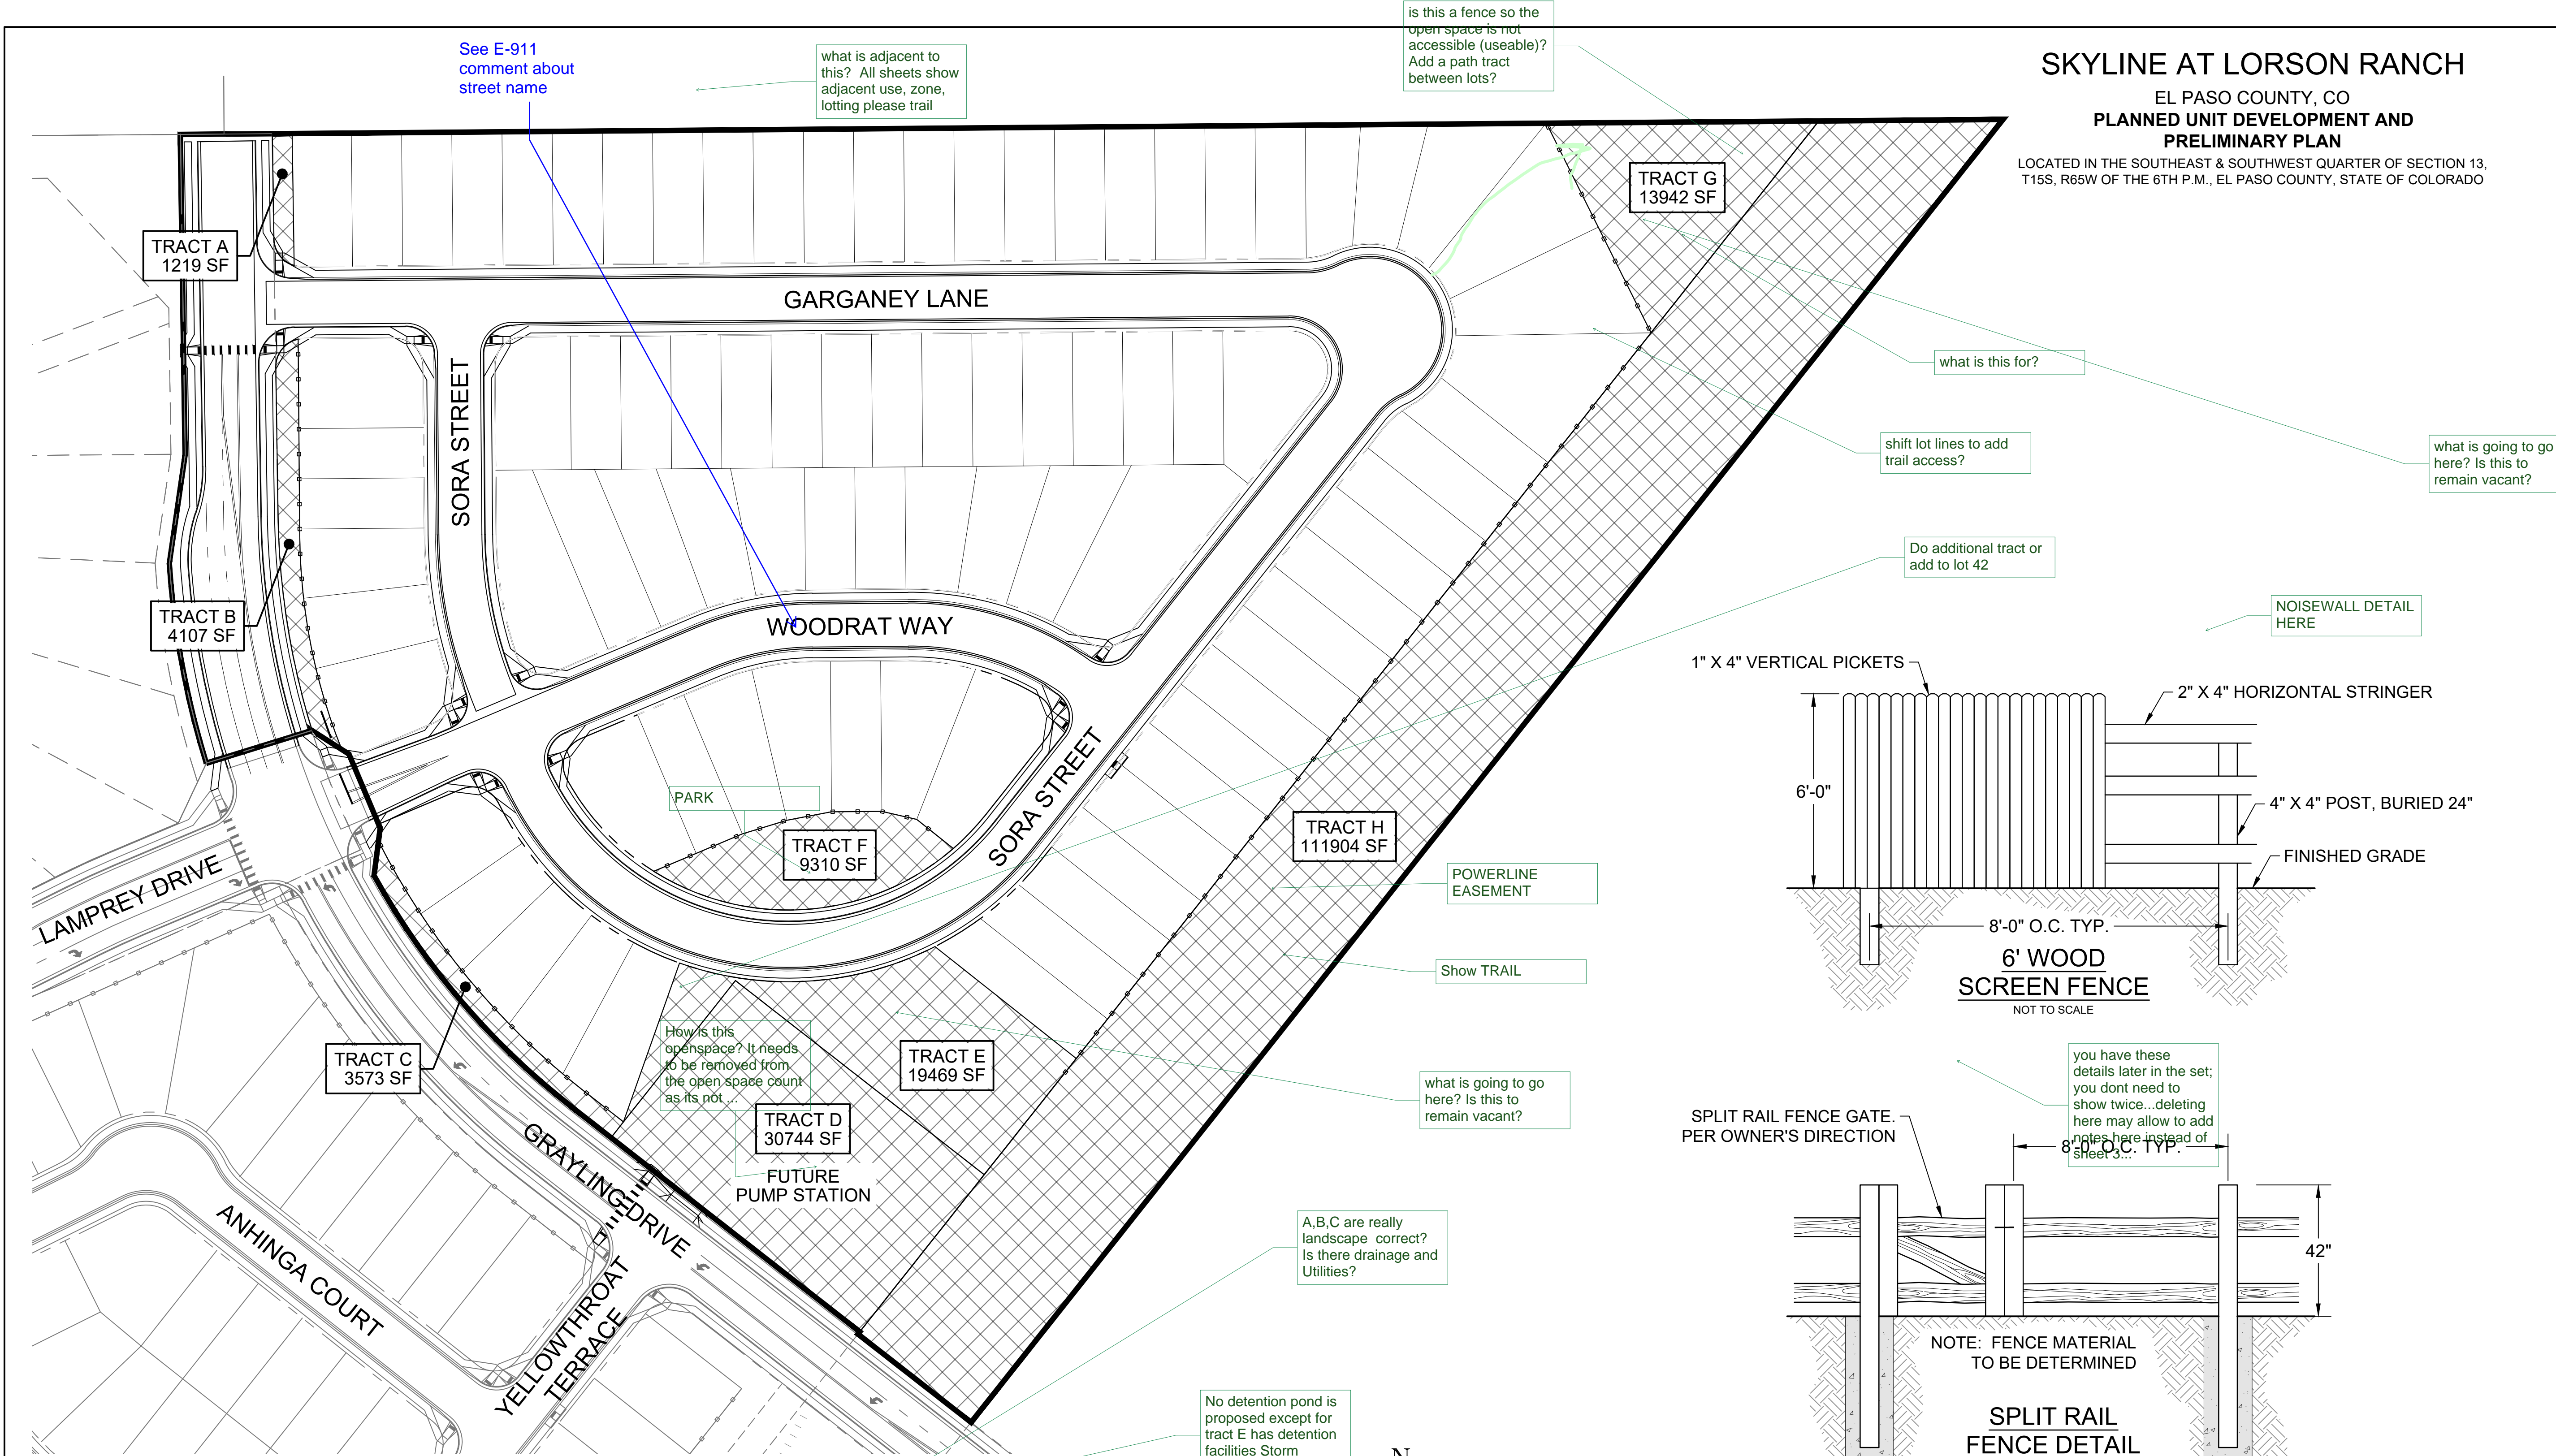 is this a fence so the
open space is not
accessible (useable)?
Add a path tract
between lots?
See E-911
comment about
street name
what is adjacent to
this? All sheets show
adjacent use, zone,
lotting please trail
SKYLINE AT LORSON RANCH
EL PASO COUNTY, CO
PLANNED UNIT DEVELOPMENT AND
PRELIMINARY PLAN
LOCATED IN THE SOUTHEAST & SOUTHWEST QUARTER OF SECTION 13,
T15S, R65W OF THE 6TH P.M., EL PASO COUNTY, STATE OF COLORADO
TRACT G
13942 SF
TRACT A
1219 SF
GARGANEY LANE
what is this for?
SORA STREET
shift lot lines to add
trail access?
what is going to go
here? Is this to
remain vacant?
Do additional tract or
add to lot 42
TRACT B
4107 SF
WOODRAT WAY
NOISEWALL DETAIL
HERE
1" X 4" VERTICAL PICKETS
2" X 4" HORIZONTAL STRINGER
6'-0"
4" X 4" POST, BURIED 24"
FINISHED GRADE
8'-0" O.C. TYP.
6' WOOD
SCREEN FENCE
NOT TO SCALE
PARK
TRACT F
9310 SF
SORA STREET
TRACT H
111904 SF
POWERLINE
EASEMENT
LAMPREY DRIVE
Show TRAIL
How is this
openspace? It needs
to be removed from
the open space count
as its not ...
TRACT E
19469 SF
TRACT C
3573 SF
what is going to go
here? Is this to
remain vacant?
TRACT D
30744 SF
FUTURE
PUMP STATION
GRAYLING DRIVE
ANHINGA COURT
YELLOWTHROAT
TERRACE
you have these
details later in the set;
you dont need to
show twice...deleting
here may allow to add
notes here instead of
sheet 3...
SPLIT RAIL FENCE GATE.
PER OWNER'S DIRECTION
8'-0" O.C. TYP.
42"
A,B,C are really
landscape correct?
Is there drainage and
Utilities?
NOTE: FENCE MATERIAL
TO BE DETERMINED
SPLIT RAIL
FENCE DETAIL
No detention pond is
proposed except for
tract E has detention
facilities Storm
N